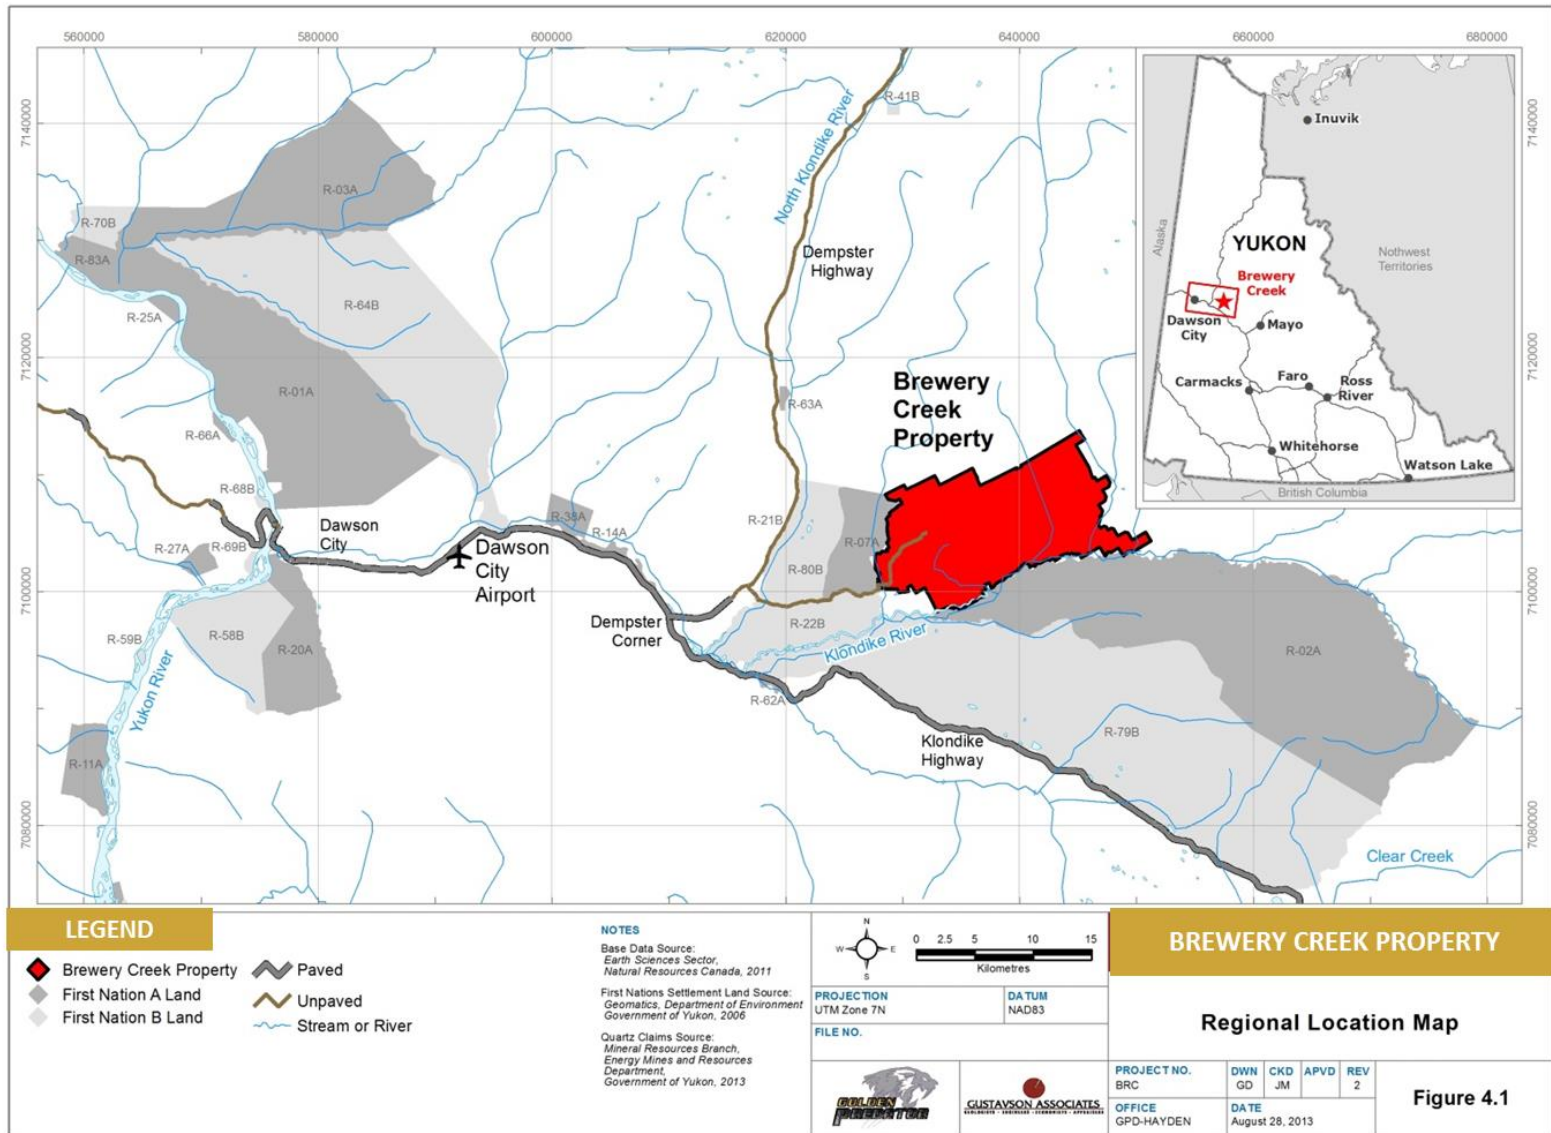 560000
580000
600000
620000
640000
660000
680000
7140000
7120000
7100000
7080000
7140000
7120000
7100000
7080000
R-41B
North Klondike River
R-03A
R-70B
R-83A
Dempster
Highway
R-64B
R-25A
R-01A
R-63A
R-66A
Brewery
Creek
Property
R-68B
Dawson
City
R-38A
R-14A
R-21B
R-07A
R-27A
R-69B
Dawson
City
Airport
R-80B
Dempster
Corner
R-22B
Klondike River
R-59B
R-58B
R-20A
R-02A
Yukon River
R-62A
R-79B
Klondike
Highway
R-11A
Clear Creek
Inuvik
Alaska
YUKON
Nothwest
Territories
Brewery
Creek
Dawson
City
Mayo
Carmacks
Faro
Ross
River
Whitehorse
Watson Lake
British Columbia
LEGEND
Brewery Creek Property
First Nation A Land
First Nation B Land
Paved
Unpaved
Stream or River
NOTES
Base Data Source:
Earth Sciences Sector,
Natural Resources Canada, 2011
First Nations Settlement Land Source:
Geomatics, Department of Environment
Government of Yukon, 2006
Quartz Claims Source:
Mineral Resources Branch,
Energy Mines and Resources
Department,
Government of Yukon, 2013
N
W E
S
0 2.5 5 10 15
Kilometres
PROJECTION
UTM Zone 7N
DATUM
NAD83
FILE NO.
GOLDEN
PREDATOR
GUSTAVSON ASSOCIATES
GEOLOGISTS • ENGINEERS • ECONOMISTS • APPRAISERS
BREWERY CREEK PROPERTY
Regional Location Map
PROJECT NO.
BRC
DWN
GD
CKD
JM
APVD
REV
2
OFFICE
GPD-HAYDEN
DATE
August 28, 2013
Figure 4.1